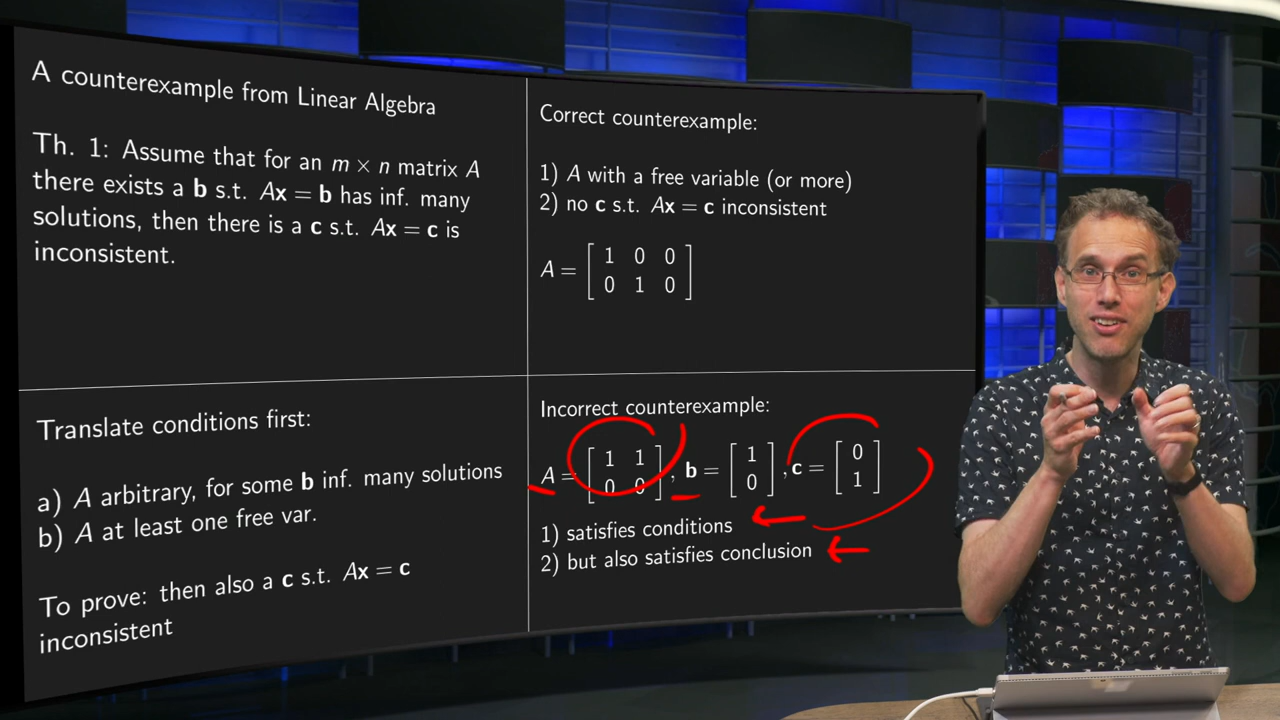 A counterexample from Linear Algebra
Th. 1: Assume that for an m × n matrix A
there exists a b s.t. Ax = b has inf. many
solutions, then there is a c s.t. Ax = c is
inconsistent.
Correct counterexample:
1) A with a free variable (or more)
2) no c s.t. Ax = c inconsistent
A = [ 1 0 0
0 1 0 ]
Translate conditions first:
a) A arbitrary, for some b inf. many solutions
b) A at least one free var.
To prove: then also a c s.t. Ax = c
inconsistent
Incorrect counterexample:
A = [ 1 1 ], b = [ 1 ], c = [ 0 ]
[ 0 0 ] [ 0 ] [ 1 ]
1) satisfies conditions
2) but also satisfies conclusion